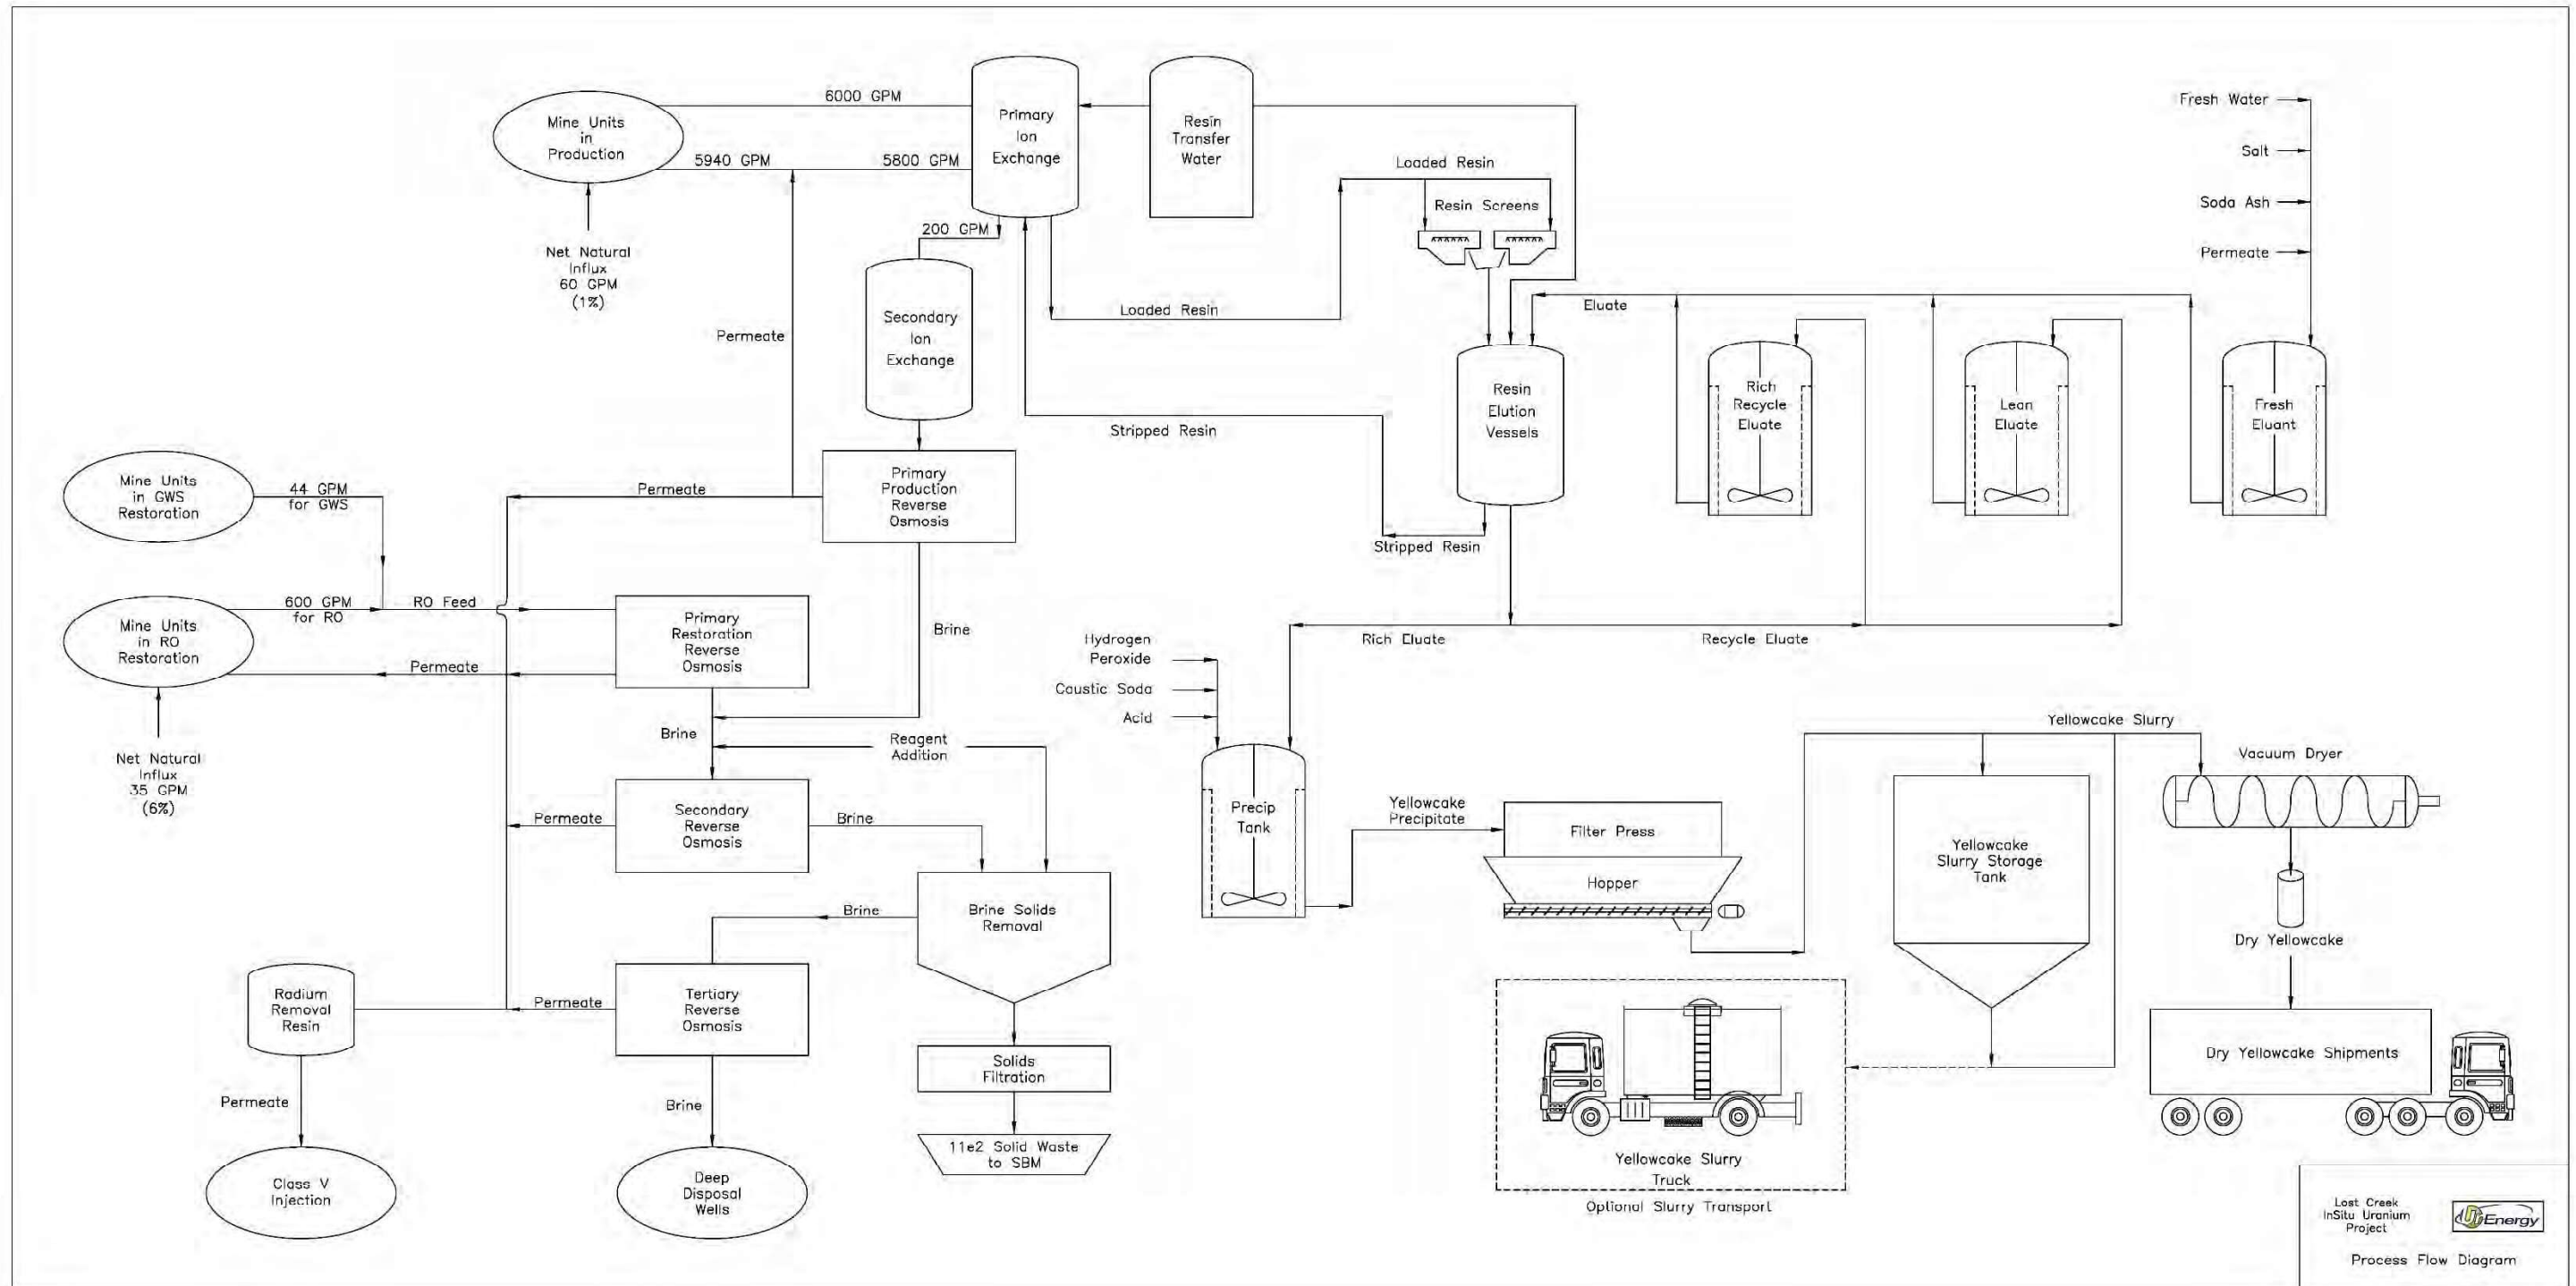 6000 GPM
Mine Units
in
Production
5940 GPM
5800 GPM
Primary
Ion
Exchange
Resin
Transfer
Water
Net Natural
Influx
60 GPM
(1%)
200 GPM
Secondary
Ion
Exchange
Permeate
Loaded Resin
Loaded Resin
Resin Screens
Stripped Resin
Stripped Resin
Resin
Elution
Vessels
Eluate
Rich
Recycle
Eluate
Lean
Eluate
Fresh
Eluant
Fresh Water
Salt
Soda Ash
Permeate
Mine Units
in GWS
Restoration
44 GPM
for GWS
Permeate
Primary
Production
Reverse
Osmosis
Mine Units
in RO
Restoration
600 GPM
for RO
RO Feed
Permeate
Primary
Restoration
Reverse
Osmosis
Brine
Net Natural
Influx
35 GPM
(6%)
Brine
Reagent
Addition
Permeate
Secondary
Reverse
Osmosis
Brine
Brine Solids
Removal
Brine
Radium
Removal
Resin
Permeate
Tertiary
Reverse
Osmosis
Solids
Filtration
Permeate
Brine
11e2 Solid Waste
to SBM
Class V
Injection
Deep
Disposal
Wells
Rich Eluate
Recycle Eluate
Hydrogen
Peroxide
Caustic Soda
Acid
Precip
Tank
Yellowcake
Precipitate
Filter Press
Hopper
Yellowcake Slurry
Yellowcake
Slurry Storage
Tank
Vacuum Dryer
Dry Yellowcake
Dry Yellowcake Shipments
Yellowcake Slurry
Truck
Optional Slurry Transport
Lost Creek
InSitu Uranium
Project
Energy
Process Flow Diagram